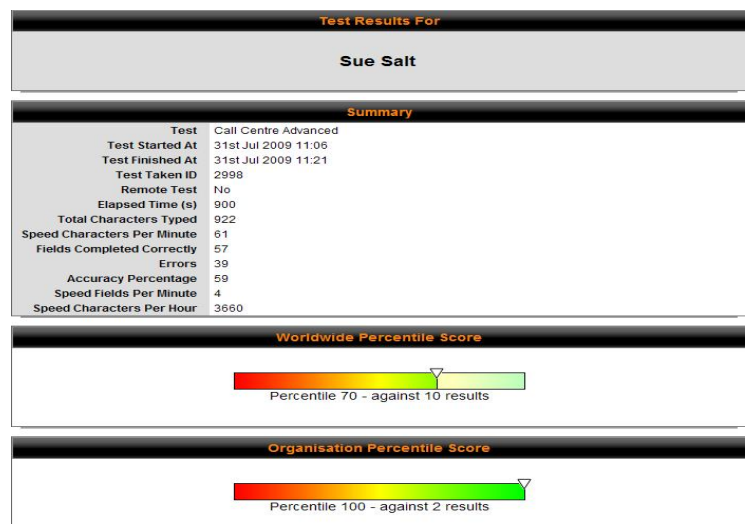 Test Results For
Sue Salt
Summary
Test Call Centre Advanced
Test Started At 31st Jul 2009 11:06
Test Finished At 31st Jul 2009 11:21
Test Taken ID 2998
Remote Test No
Elapsed Time (s) 900
Total Characters Typed 922
Speed Characters Per Minute 61
Fields Completed Correctly 57
Errors 39
Accuracy Percentage 59
Speed Fields Per Minute 4
Speed Characters Per Hour 3660
Worldwide Percentile Score
Percentile 70 - against 10 results
Organisation Percentile Score
Percentile 100 - against 2 results